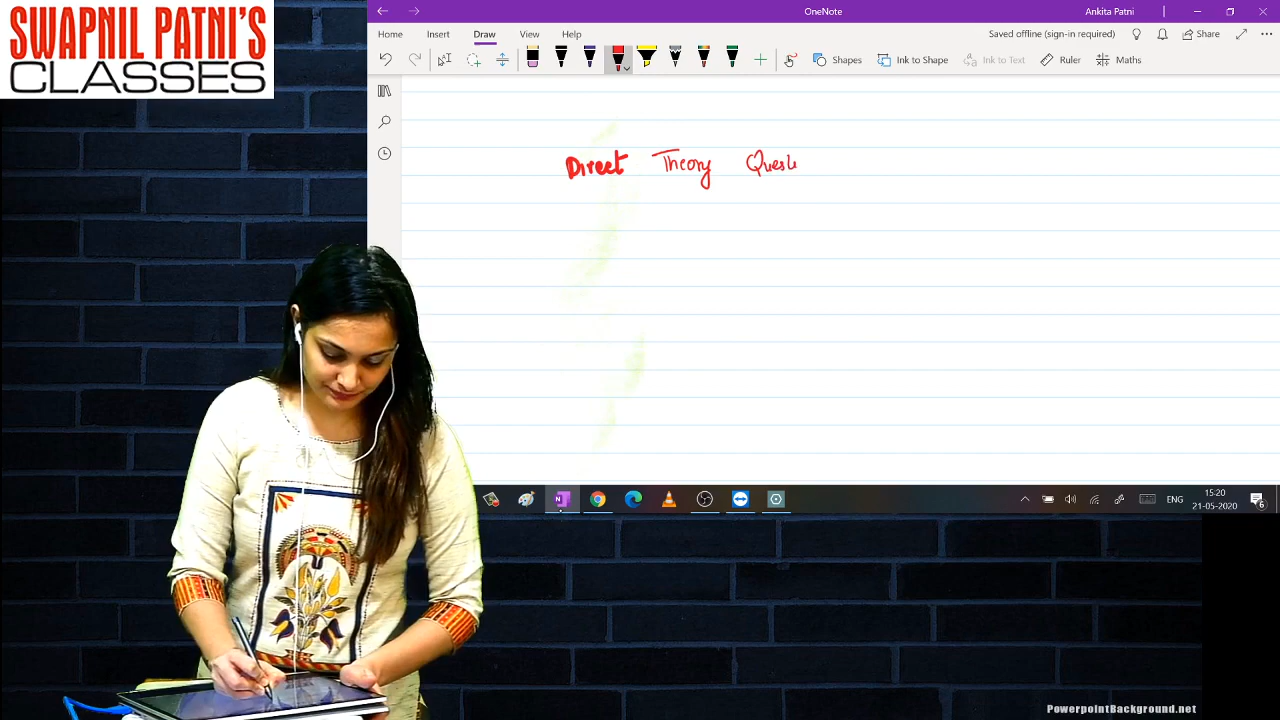 SWAPNIL PATNI'S
CLASSES
OneNote
Ankita Patni
Home Insert Draw View Help
Saved offline (sign-in required)
Share
Shapes
Ink to Shape
Ink to Text
Ruler
Maths
Direct Theory Quest
ENG
15:20
21-05-2020
6
PowerpointBackground.net